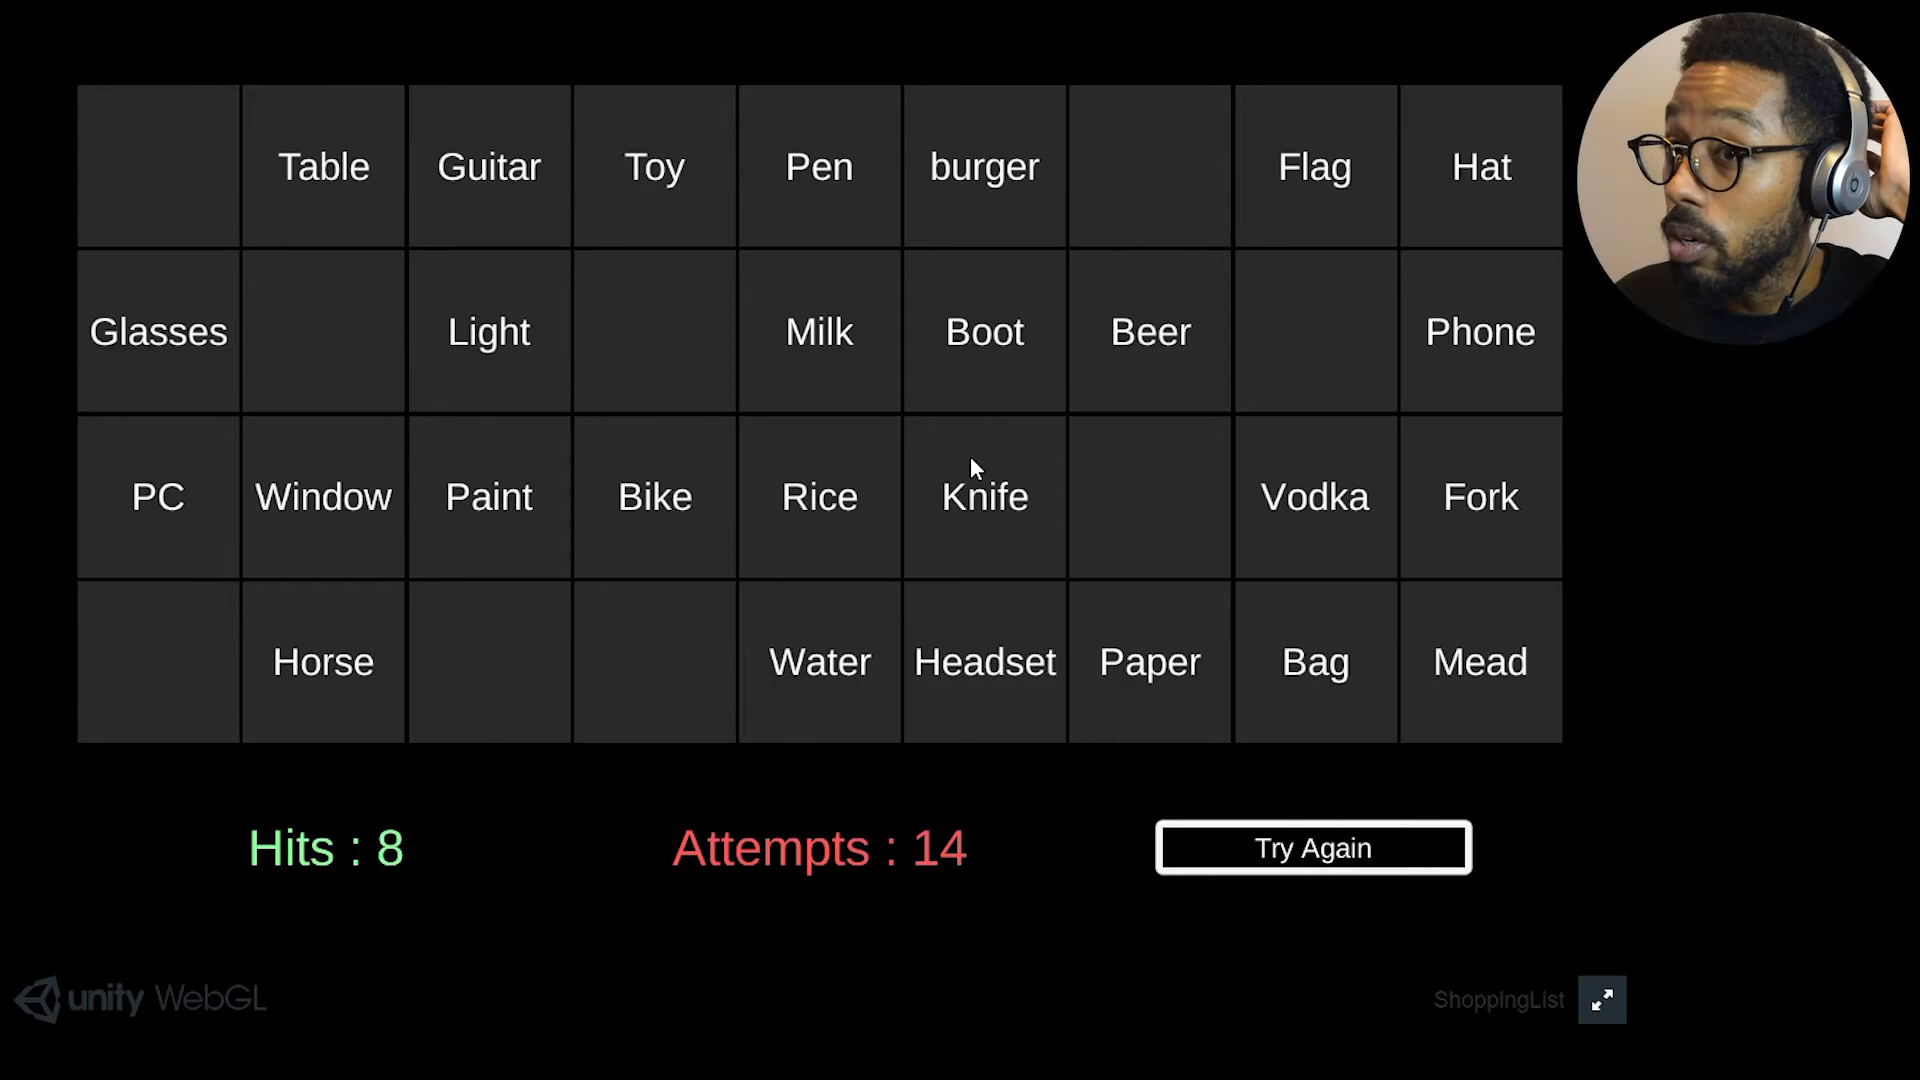 Table Guitar Toy Pen burger Flag Hat
Glasses Light Milk Boot Beer Phone
PC Window Paint Bike Rice Knife Vodka Fork
Horse Water Headset Paper Bag Mead
Hits : 8 Attempts : 14 Try Again
unity WebGL ShoppingList